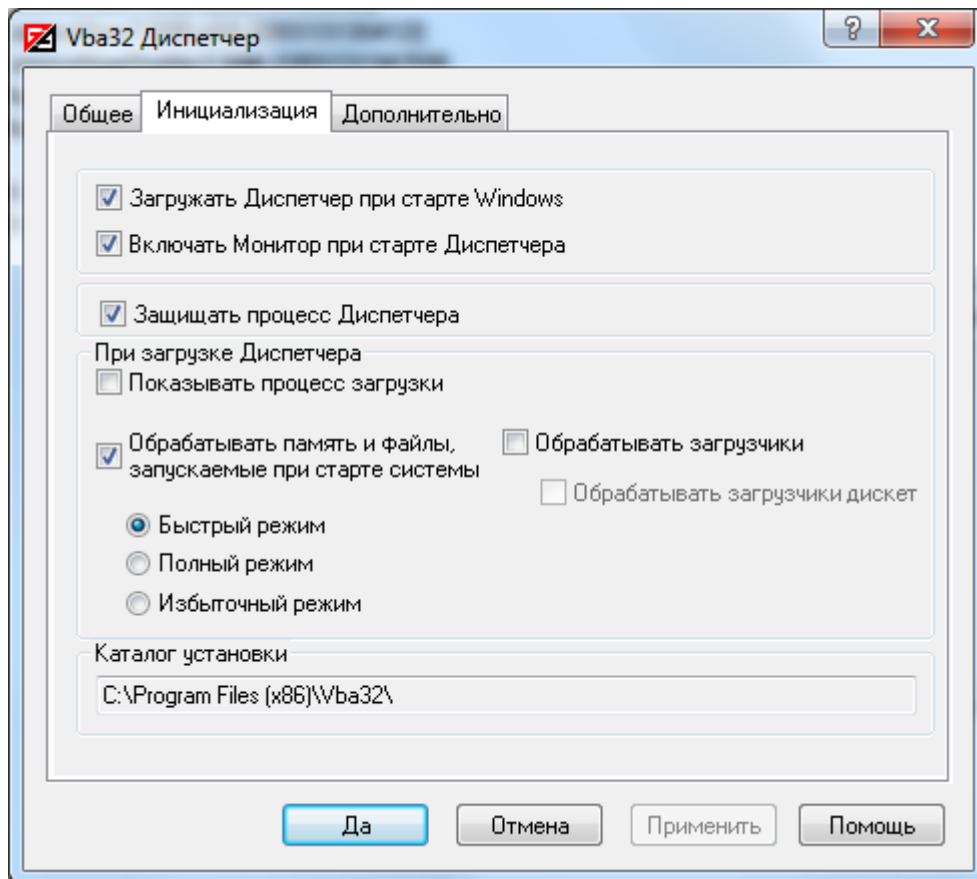 Vba32 Диспетчер
Общее Инициализация Дополнительно
Загружать Диспетчер при старте Windows
Включать Монитор при старте Диспетчера
Защищать процесс Диспетчера
При загрузке Диспетчера
Показывать процесс загрузки
Обрабатывать память и файлы,
запускаемые при старте системы
Обрабатывать загрузчики
Обрабатывать загрузчики дискет
Быстрый режим
Полный режим
Избыточный режим
Каталог установки
C:\Program Files (x86)\Vba32\
Да Отмена Применить Помощь